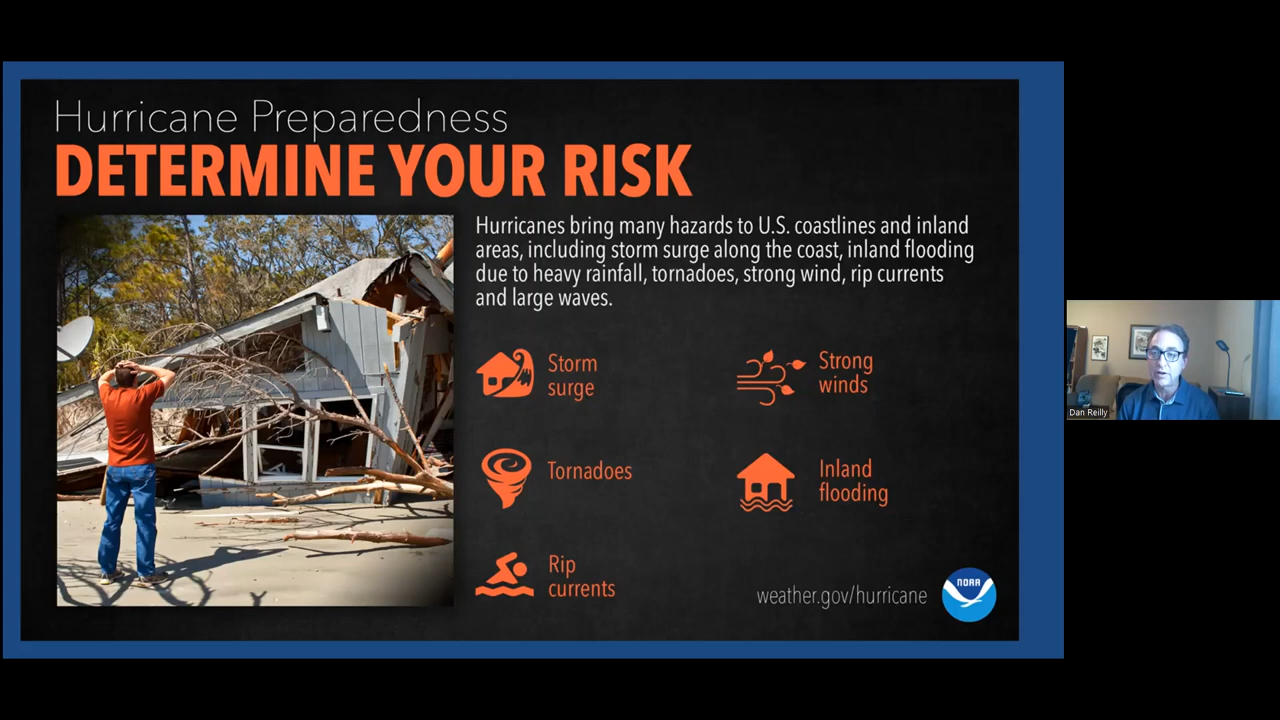 Hurricane Preparedness
DETERMINE YOUR RISK
Hurricanes bring many hazards to U.S. coastlines and inland
areas, including storm surge along the coast, inland flooding
due to heavy rainfall, tornadoes, strong wind, rip currents
and large waves.
Storm
surge
Strong
winds
Tornadoes
Inland
flooding
Rip
currents
weather.gov/hurricane
NOAA
Dan Reilly